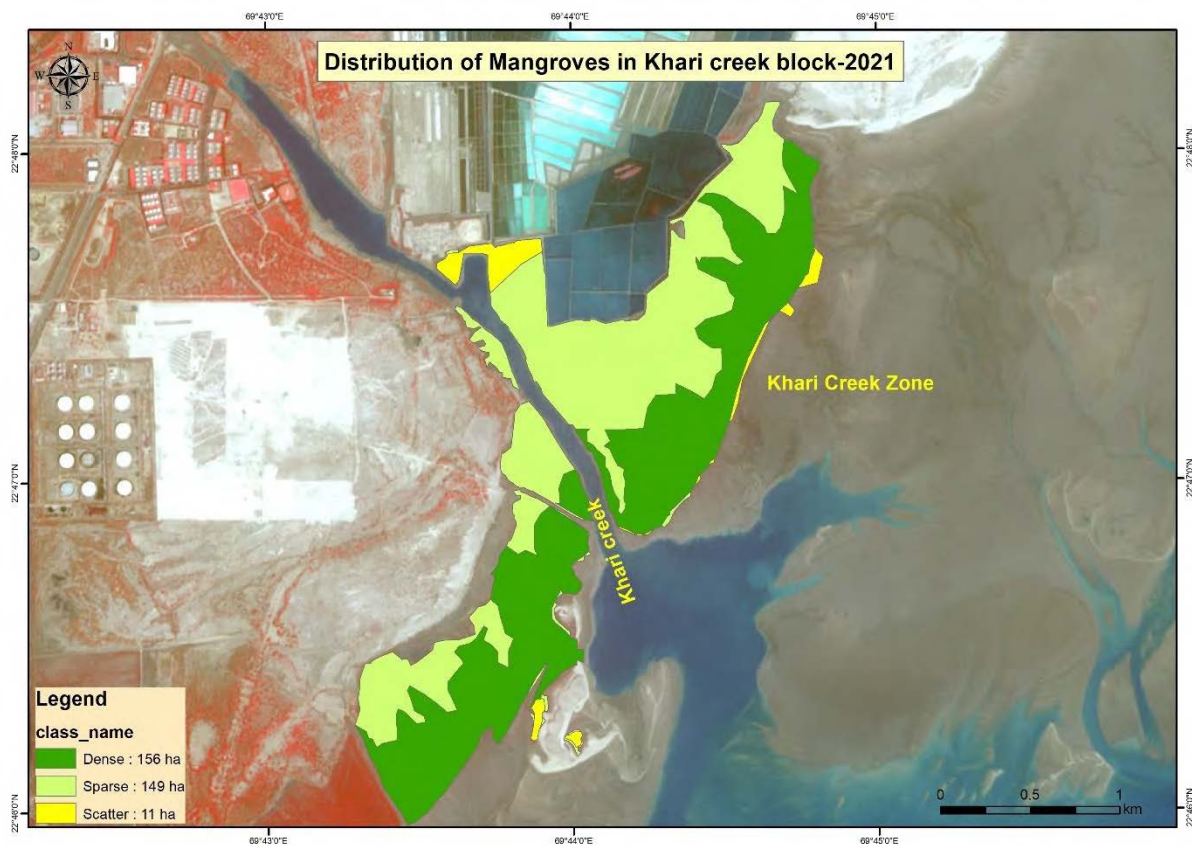 69°43'0"E 69°44'0"E 69°45'0"E
Distribution of Mangroves in Khari creek block-2021
N
W E
S
22°48'0"N 22°48'0"N
Khari Creek Zone
22°47'0"N 22°47'0"N
Khari creek
Legend
class_name
Dense : 156 ha
Sparse : 149 ha
Scatter : 11 ha
0 0.5 1
km
22°46'0"N 22°46'0"N
69°43'0"E 69°44'0"E 69°45'0"E